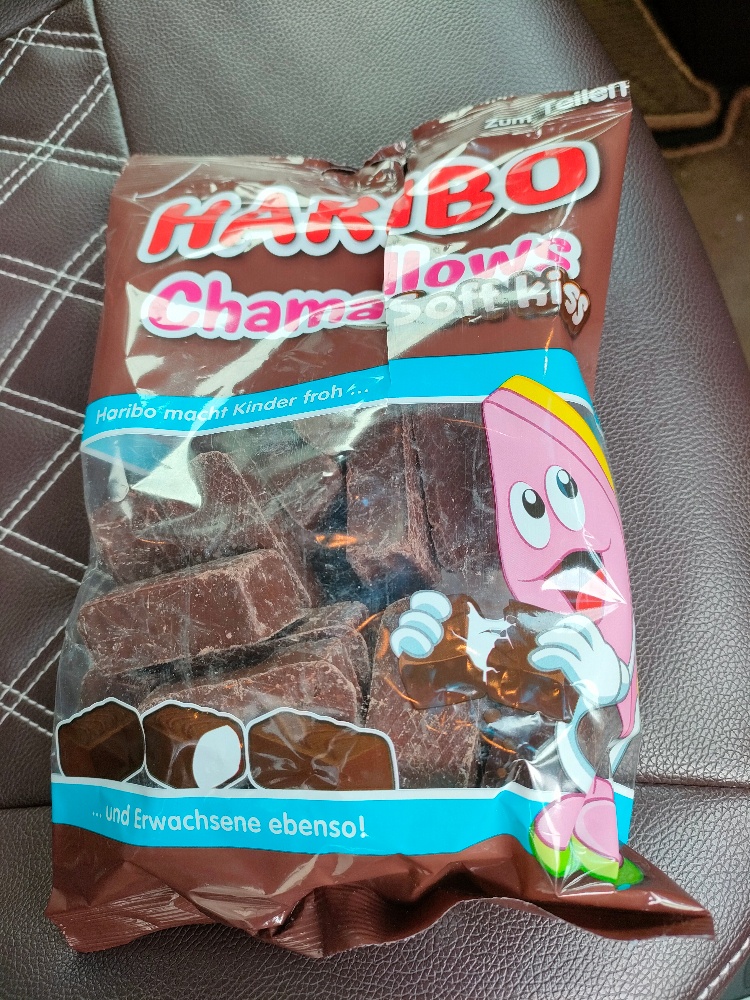 zum Teilen
HARIBO
Chamallows
Soft kiss
Haribo macht Kinder froh ...
... und Erwachsene ebenso!